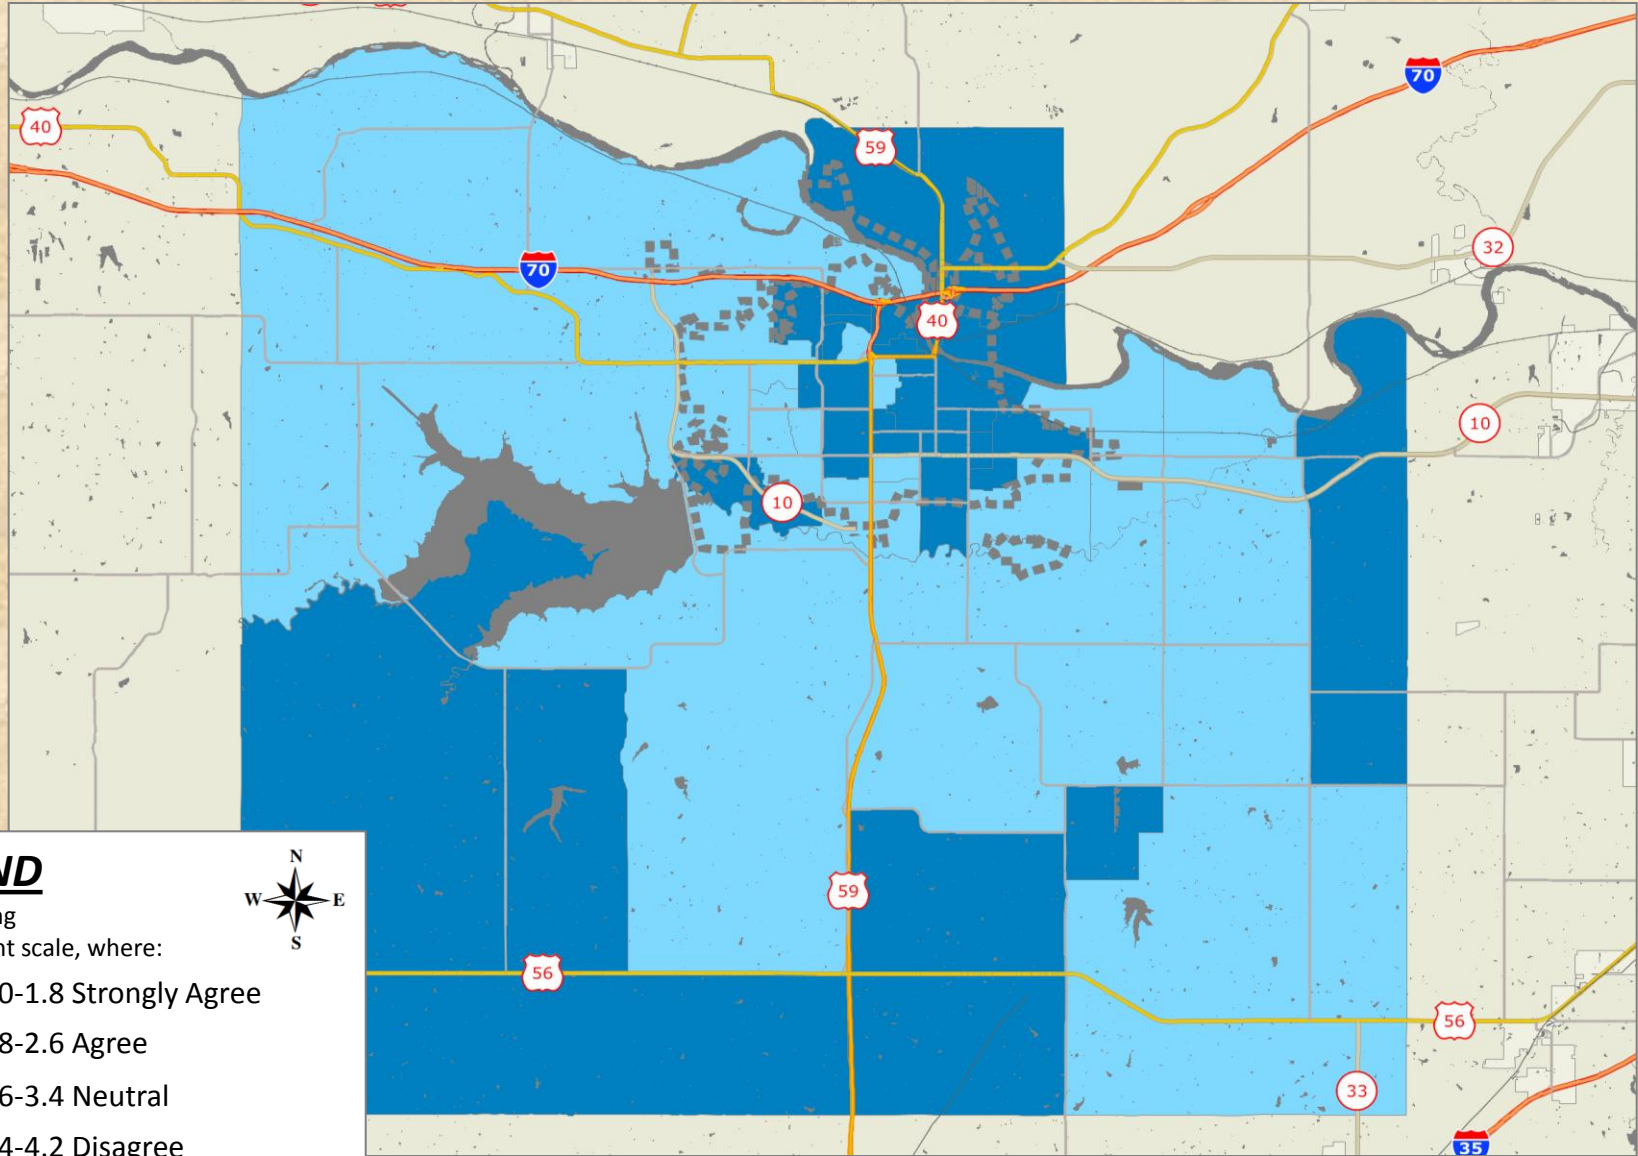 70
40
59
32
70
40
10
10
59
56
56
33
35
ND
N
W E
S
ng
nt scale, where:
0-1.8 Strongly Agree
8-2.6 Agree
6-3.4 Neutral
4-4.2 Disagree